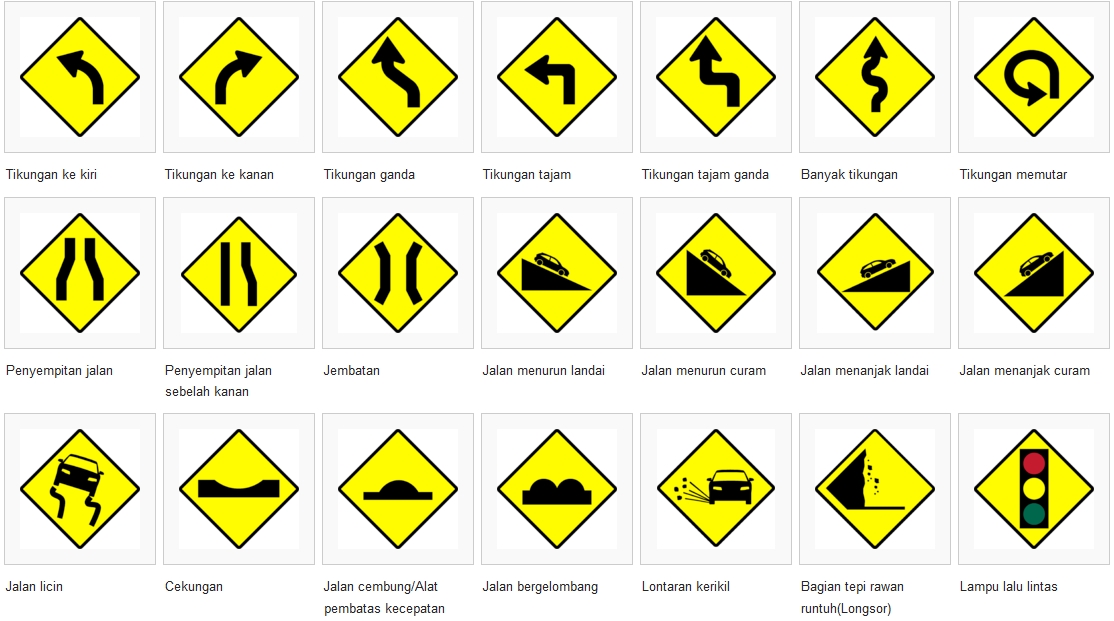 Tikungan ke kiri
Tikungan ke kanan
Tikungan ganda
Tikungan tajam
Tikungan tajam ganda
Banyak tikungan
Tikungan memutar
Penyempitan jalan
Penyempitan jalan
sebelah kanan
Jembatan
Jalan menurun landai
Jalan menurun curam
Jalan menanjak landai
Jalan menanjak curam
Jalan licin
Cekungan
Jalan cembung/Alat
pembatas kecepatan
Jalan bergelombang
Lontaran kerikil
Bagian tepi rawan
runtuh(Longsor)
Lampu lalu lintas